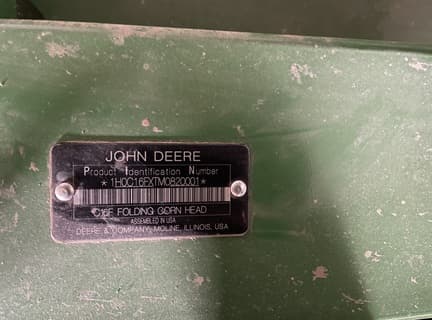 JOHN DEERE
Product Identification Number
*1H0C16FXTM0820001*
C16F FOLDING CORN HEAD
ASSEMBLED IN USA
DEERE & COMPANY, MOLINE, ILLINOIS, USA